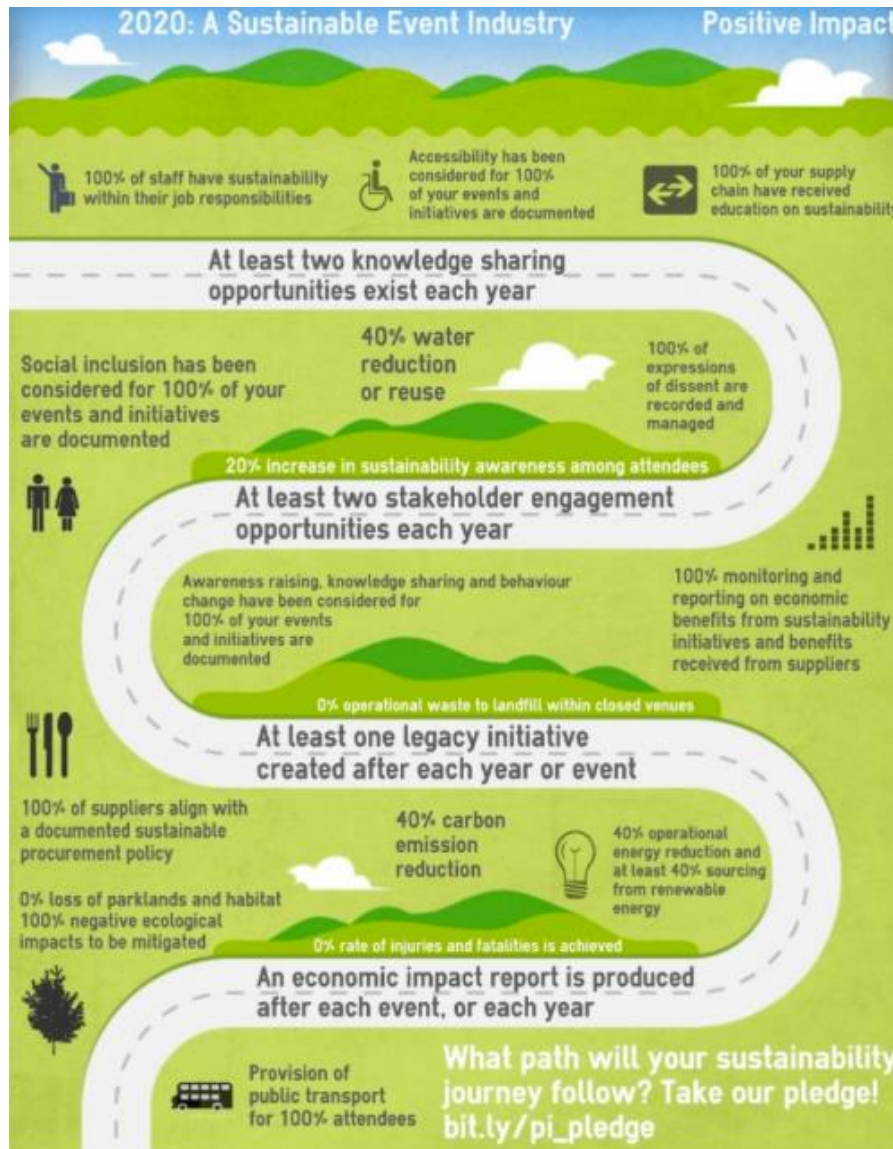 2020: A Sustainable Event Industry
Positive Impact
100% of staff have sustainability
within their job responsibilities
Accessibility has been
considered for 100%
of your events and
initiatives are documented
100% of your supply
chain have received
education on sustainability
At least two knowledge sharing
opportunities exist each year
Social inclusion has been
considered for 100% of your
events and initiatives
are documented
40% water
reduction
or reuse
100% of
expressions
of dissent are
recorded and
managed
20% increase in sustainability awareness among attendees
At least two stakeholder engagement
opportunities each year
Awareness raising, knowledge sharing and behaviour
change have been considered for
100% of your events
and initiatives are
documented
100% monitoring and
reporting on economic
benefits from sustainability
initiatives and benefits
received from suppliers
0% operational waste to landfill within closed venues
At least one legacy initiative
created after each year or event
100% of suppliers align with
a documented sustainable
procurement policy
40% carbon
emission
reduction
40% operational
energy reduction and
at least 40% sourcing
from renewable
energy
0% loss of parklands and habitat
100% negative ecological
impacts to be mitigated
0% rate of injuries and fatalities is achieved
An economic impact report is produced
after each event, or each year
Provision of
public transport
for 100% attendees
What path will your sustainability
journey follow? Take our pledge!
bit.ly/pi_pledge